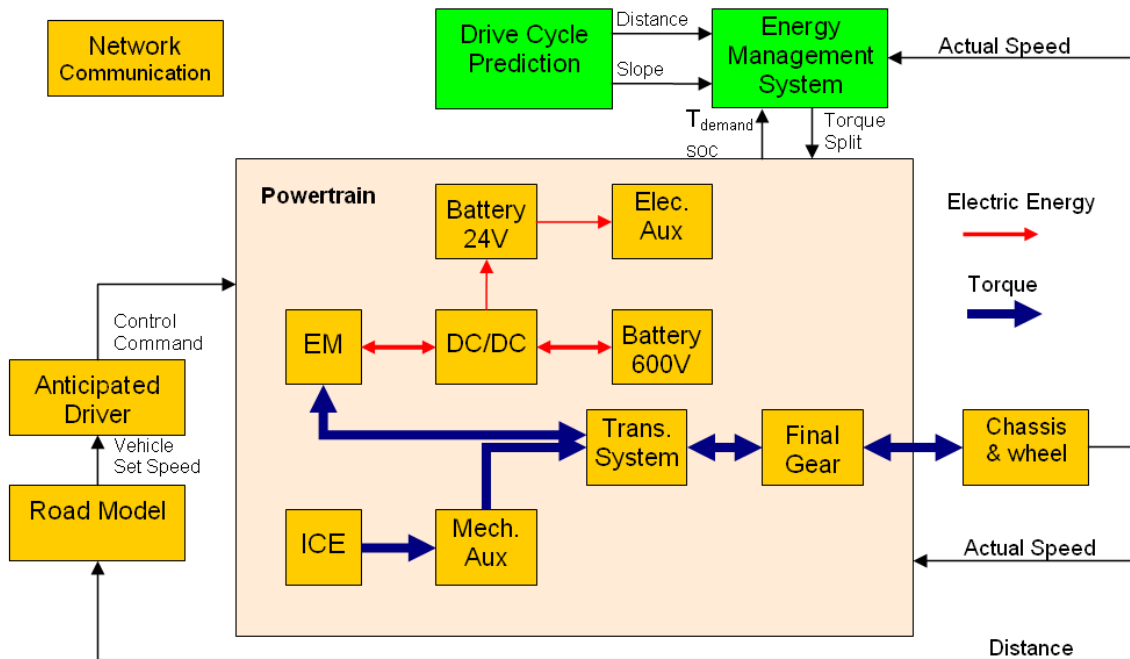 Network
Communication
Drive Cycle
Prediction
Distance
Slope
Energy
Management
System
Actual Speed
T demand
SOC
Torque
Split
Powertrain
Battery
24V
Elec.
Aux
Electric Energy
Torque
Control
Command
EM
DC/DC
Battery
600V
Anticipated
Driver
Vehicle
Set Speed
Road Model
Trans.
System
Final
Gear
Chassis
& wheel
ICE
Mech.
Aux
Actual Speed
Distance